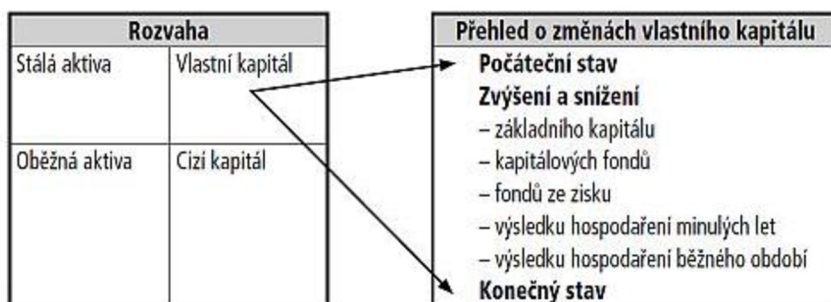 Rozvaha
Stálá aktiva
Vlastní kapitál
Oběžná aktiva
Cizí kapitál
Přehled o změnách vlastního kapitálu
Počáteční stav
Zvýšení a snížení
– základního kapitálu
– kapitálových fondů
– fondů ze zisku
– výsledku hospodaření minulých let
– výsledku hospodaření běžného období
Konečný stav